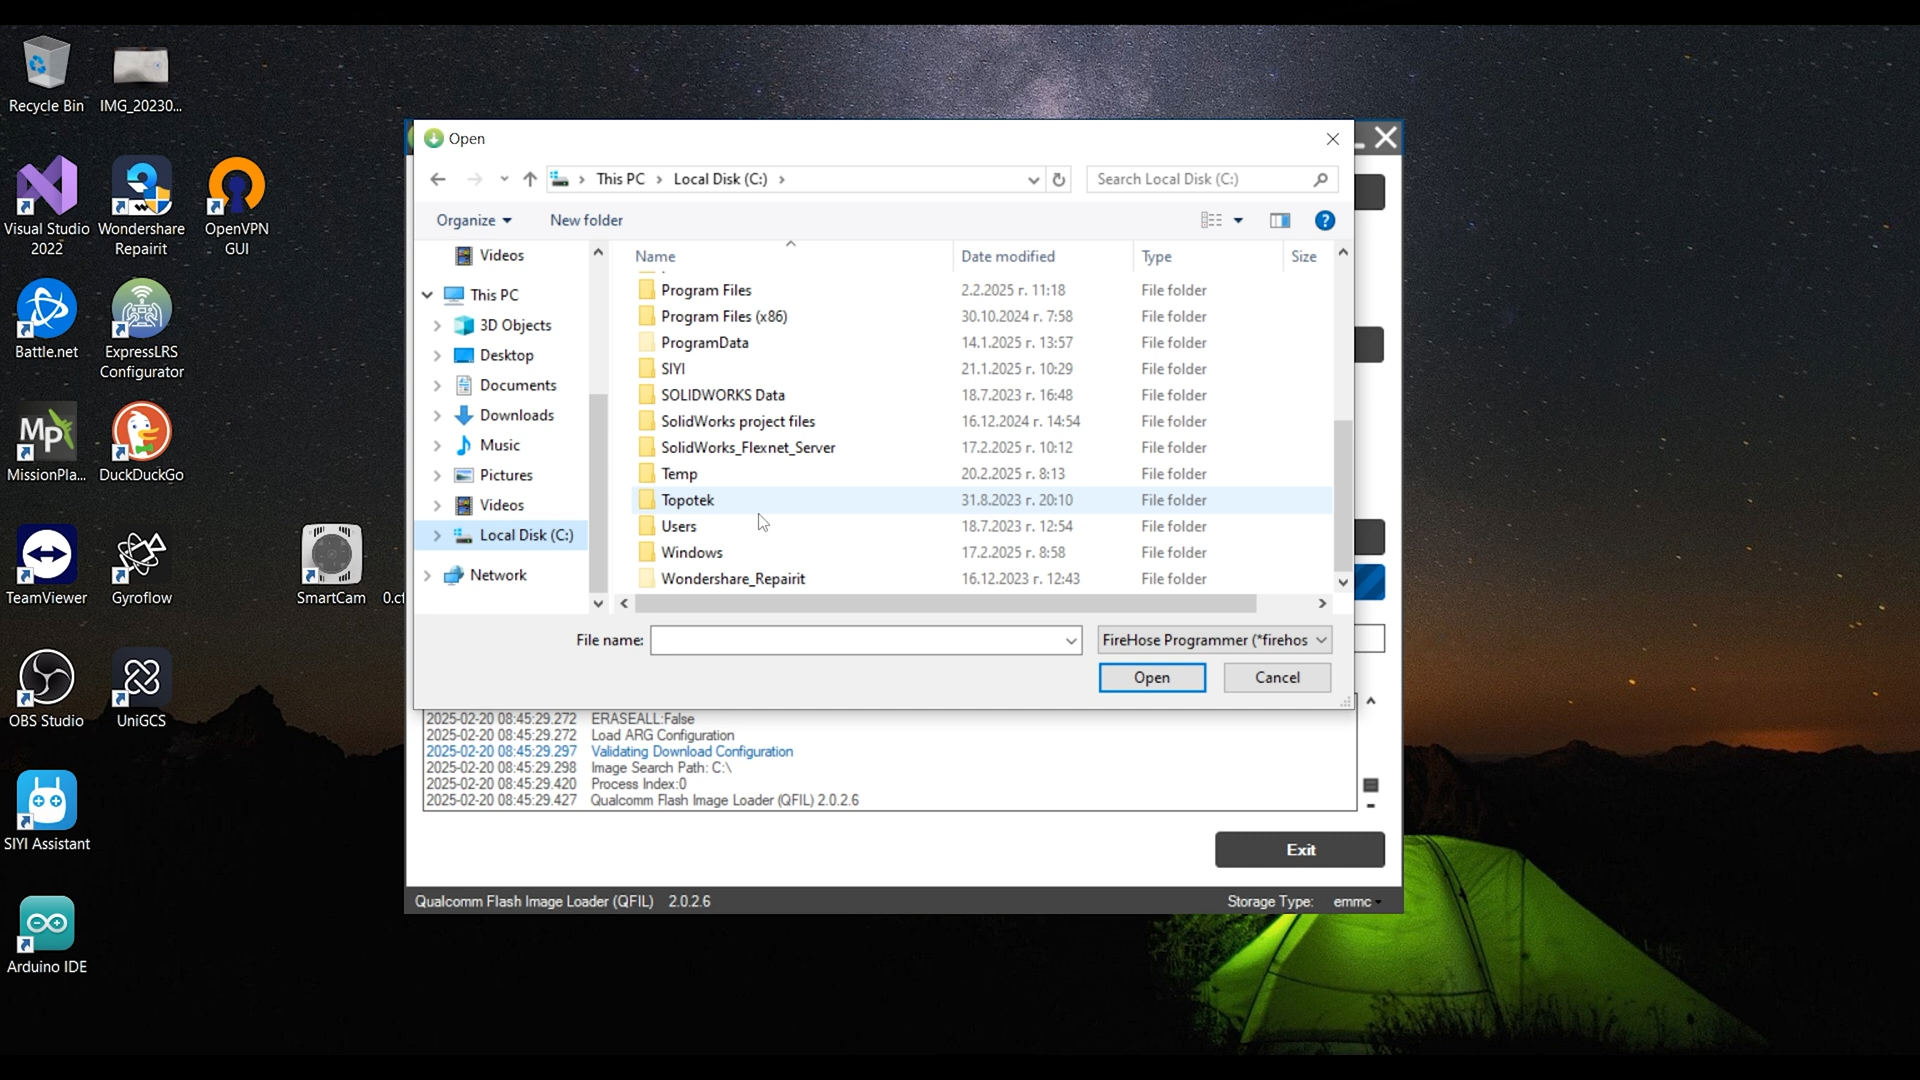 Recycle Bin
IMG_20230...
Visual Studio
2022
Wondershare
Repairit
OpenVPN
GUI
Battle.net
ExpressLRS
Configurator
Mp
MissionPla...
DuckDuckGo
TeamViewer
Gyroflow
SmartCam
OBS Studio
UniGCS
SIYI Assistant
Arduino IDE
Open
This PC
Local Disk (C:)
Search Local Disk (C:)
Organize
New folder
Videos
This PC
3D Objects
Desktop
Documents
Downloads
Music
Pictures
Videos
Local Disk (C:)
Network
Name Date modified Type Size
Program Files 2.2.2025 г. 11:18 File folder
Program Files (x86) 30.10.2024 г. 7:58 File folder
ProgramData 14.1.2025 г. 13:57 File folder
SIYI 21.1.2025 г. 10:29 File folder
SOLIDWORKS Data 18.7.2023 г. 16:48 File folder
SolidWorks project files 16.12.2024 г. 14:54 File folder
SolidWorks_Flexnet_Server 17.2.2025 г. 10:12 File folder
Temp 20.2.2025 г. 8:13 File folder
Topotek 31.8.2023 г. 20:10 File folder
Users 18.7.2023 г. 12:54 File folder
Windows 17.2.2025 г. 8:58 File folder
Wondershare_Repairit 16.12.2023 г. 12:43 File folder
File name:
FireHose Programmer (*firehos
Open
Cancel
2025-02-20 08:45:29.272 ERASEALL:False
2025-02-20 08:45:29.272 Load ARG Configuration
2025-02-20 08:45:29.297 Validating Download Configuration
2025-02-20 08:45:29.298 Image Search Path: C:\
2025-02-20 08:45:29.420 Process Index:0
2025-02-20 08:45:29.427 Qualcomm Flash Image Loader (QFIL) 2.0.2.6
Exit
Qualcomm Flash Image Loader (QFIL) 2.0.2.6
Storage Type: emmc